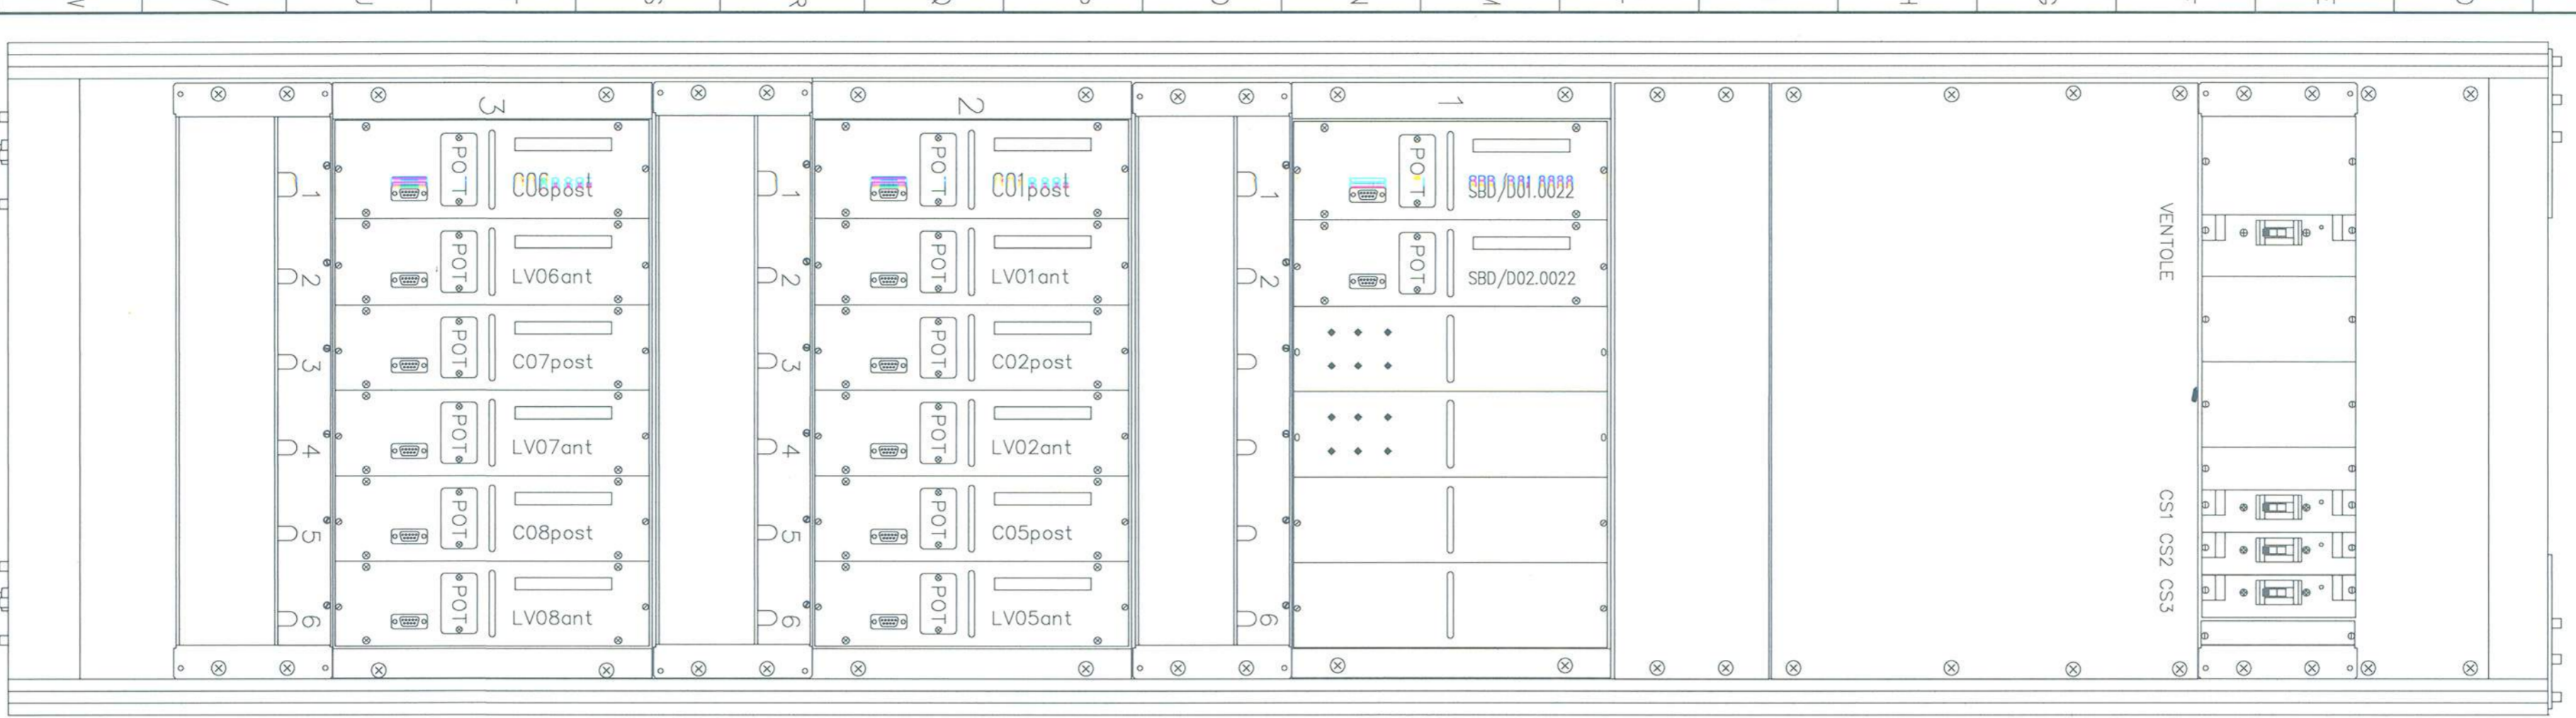 V U T S R Q P O N M L H G F E D
3 2 1
1 POT C06post
2 POT LV06ant
3 POT C07post
4 POT LV07ant
5 POT C08post
6 POT LV08ant
1 POT C01post
2 POT LV01ant
3 POT C02post
4 POT LV02ant
5 POT C05post
6 POT LV05ant
1 POT SBD/D01.0022
2 POT SBD/D02.0022
6
VENTOLE
CS1 CS2 CS3